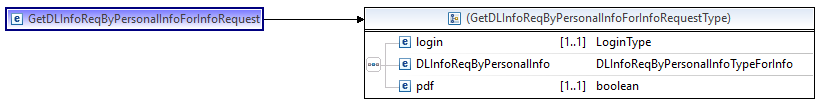 e GetDLInfoReqByPersonalInfoForInfoRequest
(GetDLInfoReqByPersonalInfoForInfoRequestType)
e login [1..1] LoginType
e DLInfoReqByPersonalInfo DLInfoReqByPersonalInfoTypeForInfo
e pdf [1..1] boolean